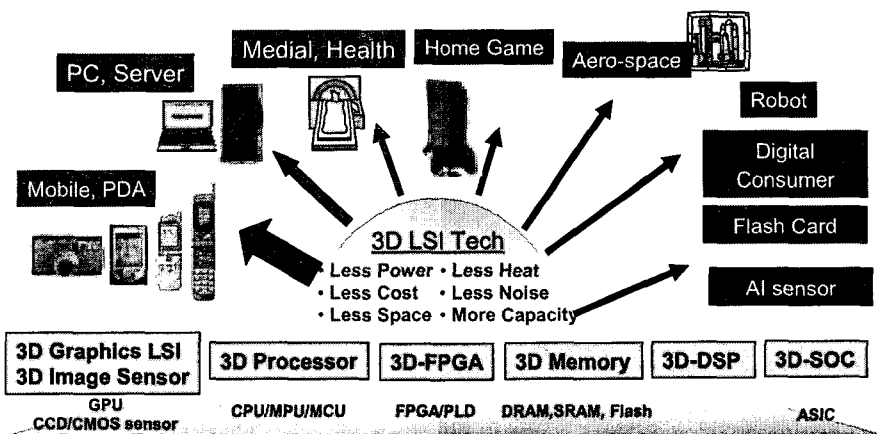 Medial, Health
Home Game
Aero-space
PC, Server
Robot
Digital
Consumer
Mobile, PDA
Flash Card
AI sensor
3D LSI Tech
· Less Power · Less Heat
· Less Cost · Less Noise
· Less Space · More Capacity
3D Graphics LSI
3D Image Sensor
3D Processor
3D-FPGA
3D Memory
3D-DSP
3D-SOC
GPU
CCD/CMOS sensor
CPU/MPU/MCU
FPGA/PLD
DRAM,SRAM, Flash
ASIC